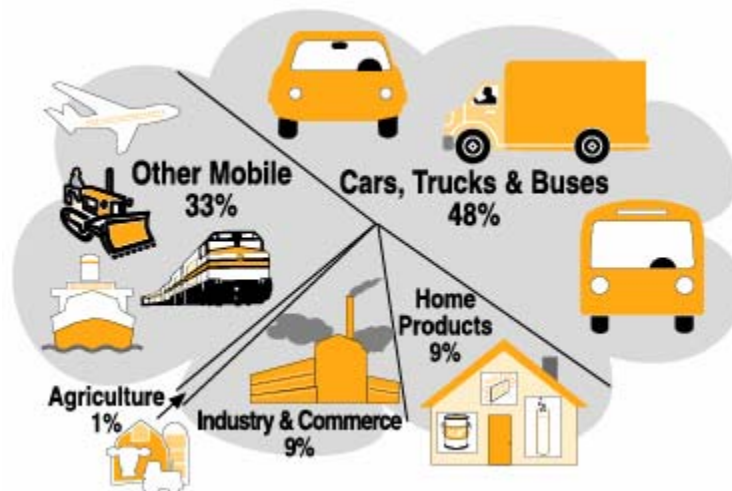 Other Mobile
33%
Cars, Trucks & Buses
48%
Home
Products
9%
Agriculture
1%
Industry & Commerce
9%